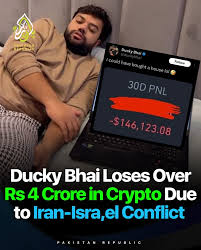 Ducky Bhai
I could have bought a house lol
30D PNL
-$146,123.08
Ducky Bhai Loses Over
Rs 4 Crore in Crypto Due
to Iran-Isra,el Conflict
PAKISTAN REPUBLIC